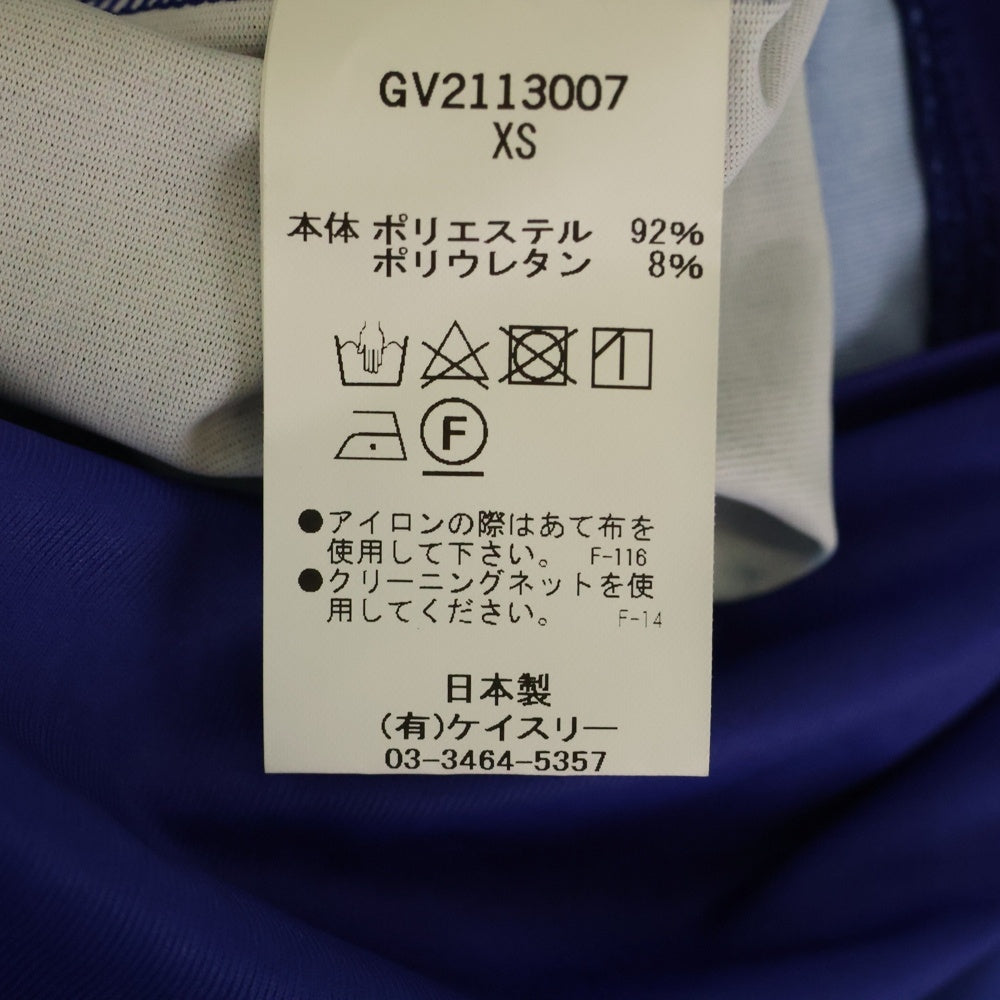 GV2113007
XS
本体 ポリエステル 92%
ポリウレタン 8%
F
●アイロンの際はあて布を
使用して下さい。 F-116
●クリーニングネットを使
用してください。 F-14
日本製
(有)ケイスリー
03-3464-5357